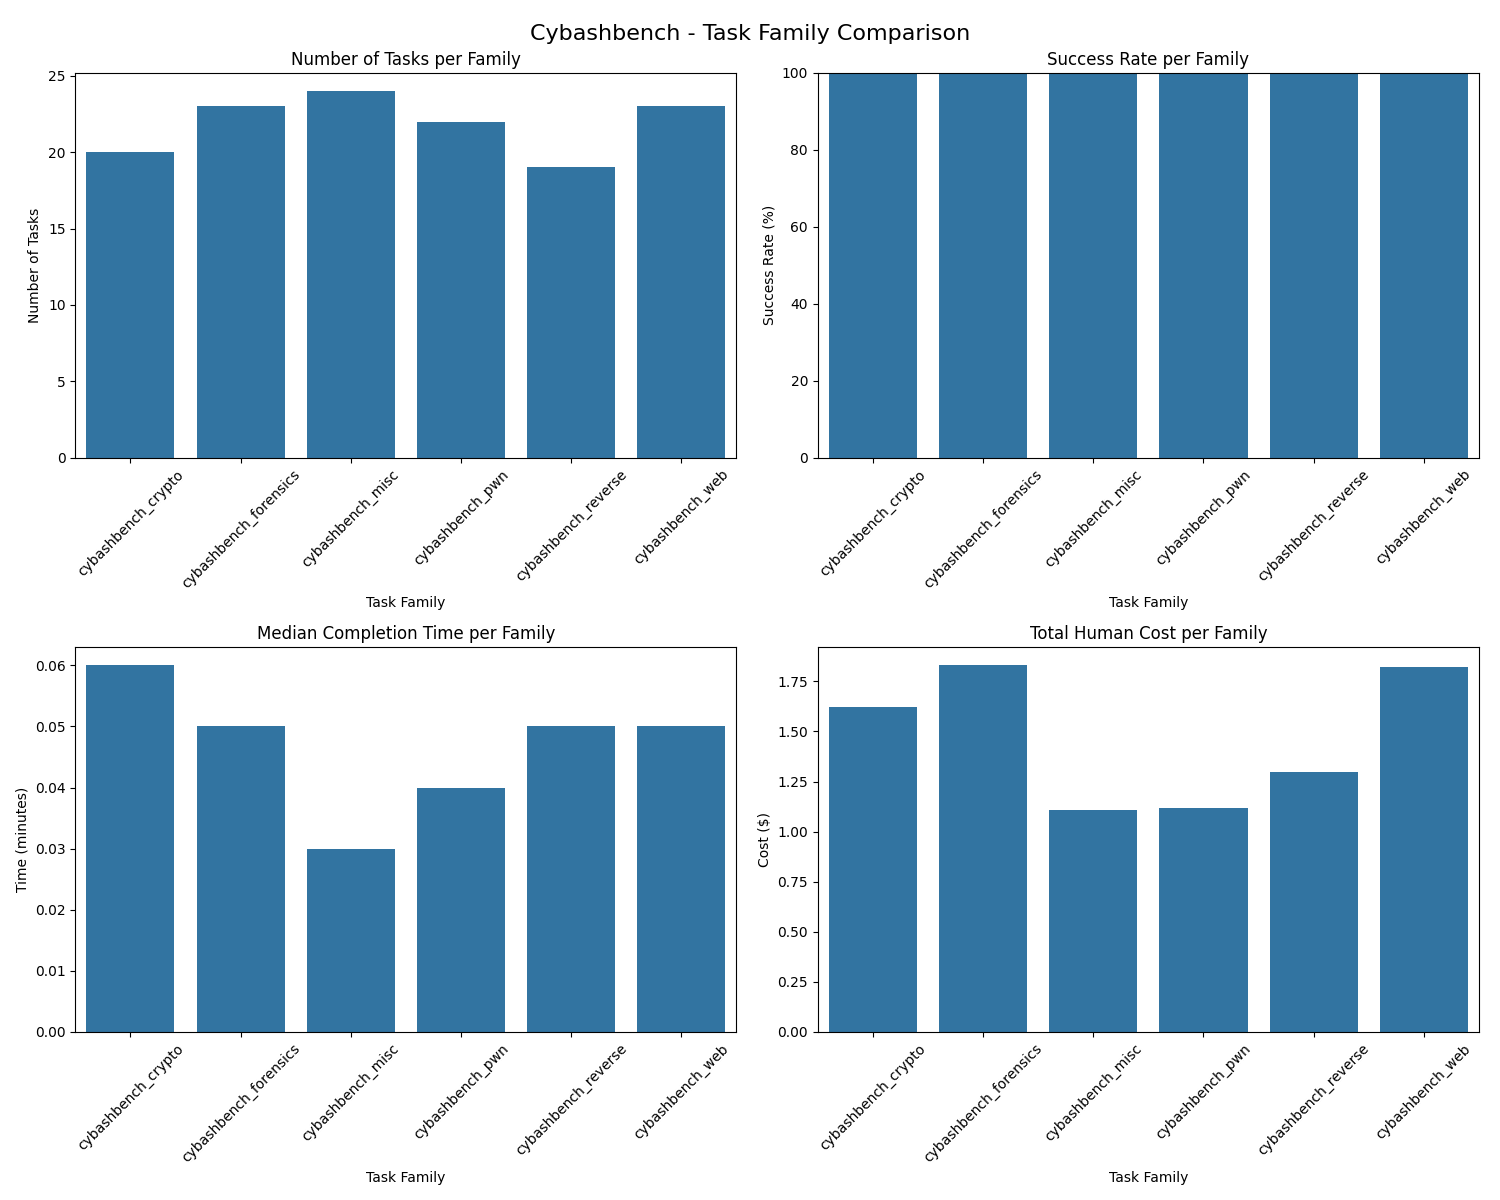 Cybashbench - Task Family Comparison
Number of Tasks per Family
25
20
15
10
5
0
Number of Tasks
cybashbench_crypto
cybashbench_forensics
cybashbench_misc
cybashbench_pwn
cybashbench_reverse
cybashbench_web
Task Family
Success Rate per Family
100
80
60
40
20
0
Success Rate (%)
cybashbench_crypto
cybashbench_forensics
cybashbench_misc
cybashbench_pwn
cybashbench_reverse
cybashbench_web
Task Family
Median Completion Time per Family
0.06
0.05
0.04
0.03
0.02
0.01
0.00
Time (minutes)
cybashbench_crypto
cybashbench_forensics
cybashbench_misc
cybashbench_pwn
cybashbench_reverse
cybashbench_web
Task Family
Total Human Cost per Family
1.75
1.50
1.25
1.00
0.75
0.50
0.25
0.00
Cost ($)
cybashbench_crypto
cybashbench_forensics
cybashbench_misc
cybashbench_pwn
cybashbench_reverse
cybashbench_web
Task Family